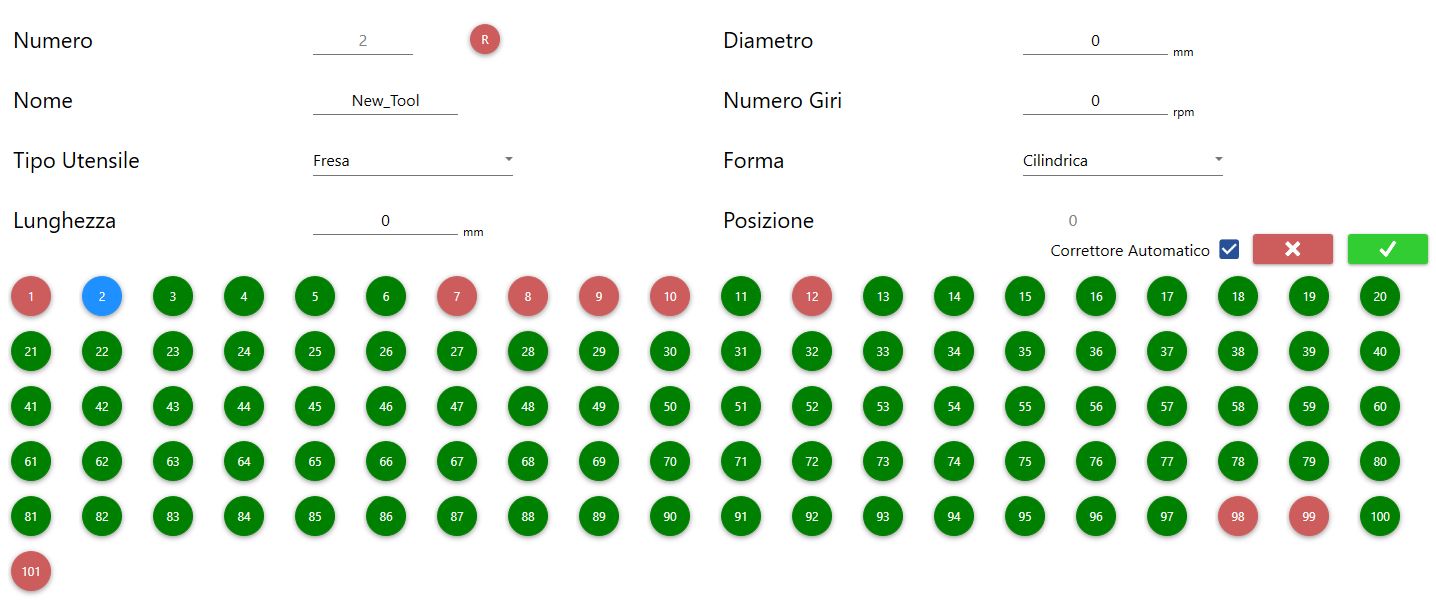 Numero 2 R Diametro 0 mm
Nome New_Tool Numero Giri 0 rpm
Tipo Utensile Fresa Forma Cilindrica
Lunghezza 0 mm Posizione 0
Correttore Automatico
1 2 3 4 5 6 7 8 9 10 11 12 13 14 15 16 17 18 19 20
21 22 23 24 25 26 27 28 29 30 31 32 33 34 35 36 37 38 39 40
41 42 43 44 45 46 47 48 49 50 51 52 53 54 55 56 57 58 59 60
61 62 63 64 65 66 67 68 69 70 71 72 73 74 75 76 77 78 79 80
81 82 83 84 85 86 87 88 89 90 91 92 93 94 95 96 97 98 99 100
101